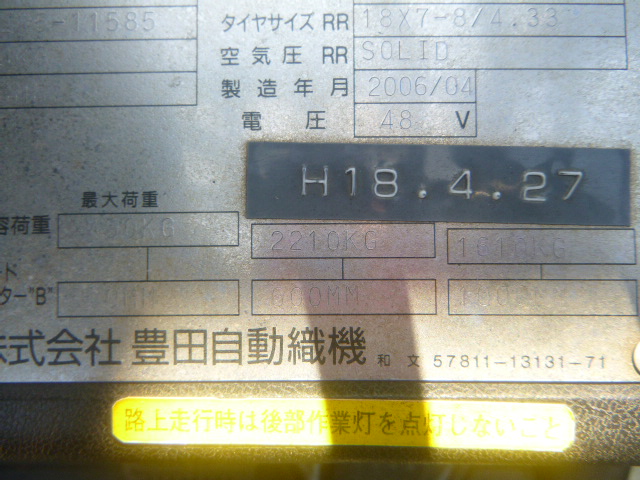 -11585
タイヤサイズ RR 18X7-8/4.33
空気圧 RR SOLID
製造年月 2006/04
電圧 48 V
H18.4.27
最大荷重
容荷重 2210KG
ード
ター"B" 600MM
株式会社 豊田自動織機 和文 57811-13131-71
路上走行時は後部作業灯を点灯しないこと